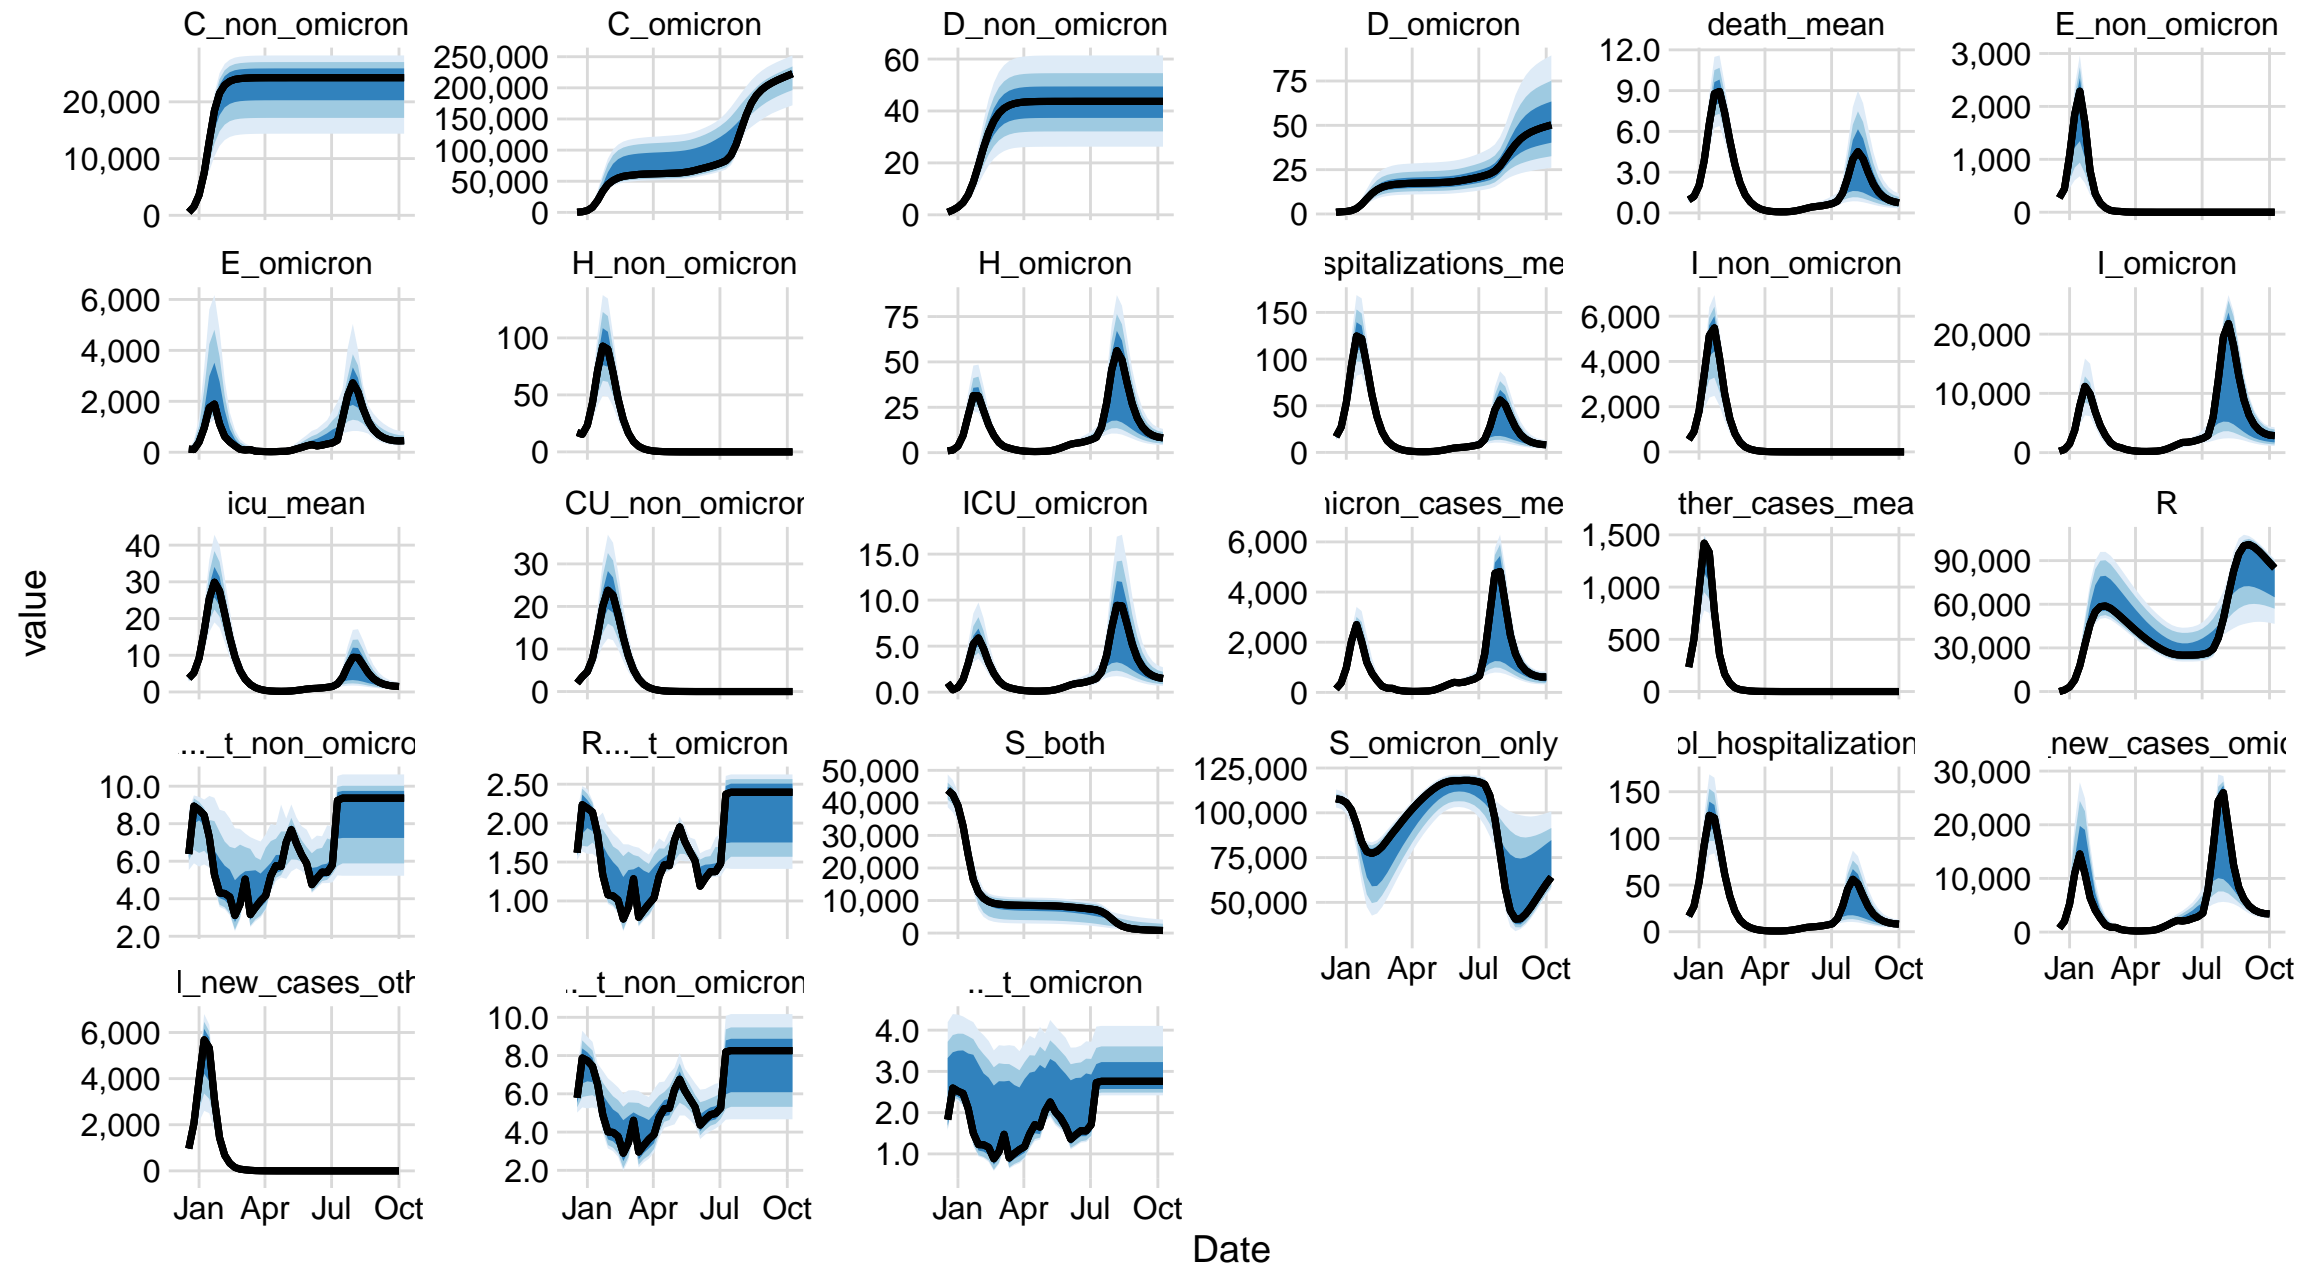 C_non_omicron C_omicron D_non_omicron D_omicron death_mean E_non_omicron
20,000 10,000 0
250,000 200,000 150,000 100,000 50,000 0
60 40 20 0
75 50 25 0
12.0 9.0 6.0 3.0 0.0
3,000 2,000 1,000 0
E_omicron H_non_omicron H_omicron spitalizations_me I_non_omicron I_omicron
6,000 4,000 2,000 0
100 50 0
75 50 25 0
150 100 50 0
6,000 4,000 2,000 0
20,000 10,000 0
icu_mean CU_non_omicror ICU_omicron icron_cases_me ther_cases_mea R
40 30 20 10 0
30 20 10 0
15.0 10.0 5.0 0.0
6,000 4,000 2,000 0
1,500 1,000 500 0
90,000 60,000 30,000 0
..._t_non_omicro R..._t_omicron S_both S_omicron_only ol_hospitalization _new_cases_omic
10.0 8.0 6.0 4.0 2.0
2.50 2.00 1.50 1.00
50,000 40,000 30,000 20,000 10,000 0
125,000 100,000 75,000 50,000
150 100 50 0
30,000 20,000 10,000 0
Jan Apr Jul Oct
Jan Apr Jul Oct
Jan Apr Jul Oct
l_new_cases_oth .._t_non_omicron .._t_omicron
6,000 4,000 2,000 0
10.0 8.0 6.0 4.0 2.0
4.0 3.0 2.0 1.0
Jan Apr Jul Oct
Jan Apr Jul Oct
Jan Apr Jul Oct
value
Date